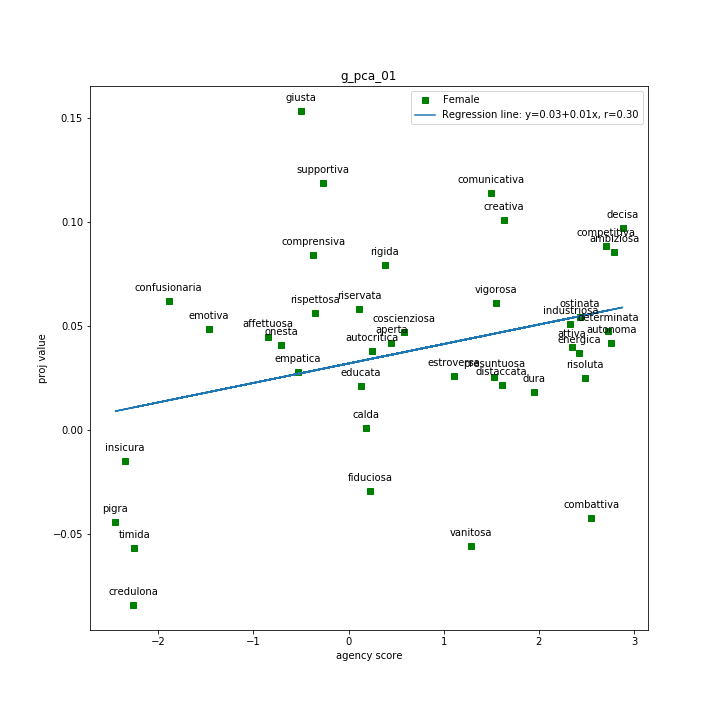 g_pca_01
Female
Regression line: y=0.03+0.01x, r=0.30
proj value
0.15
0.10
0.05
0.00
−0.05
giusta
supportiva
comunicativa
creativa
decisa
competitiva
ambiziosa
comprensiva
rigida
confusionaria
vigorosa
rispettosa
riservata
emotiva
affettuosa
onesta
coscienziosa
aperta
autocritica
ostinata
industriosa
determinata
autonoma
attiva
energica
empatica
educata
estroversa
presuntuosa
distaccata
dura
risoluta
calda
insicura
fiduciosa
pigra
timida
combattiva
vanitosa
credulona
−2
−1
0
1
2
3
agency score